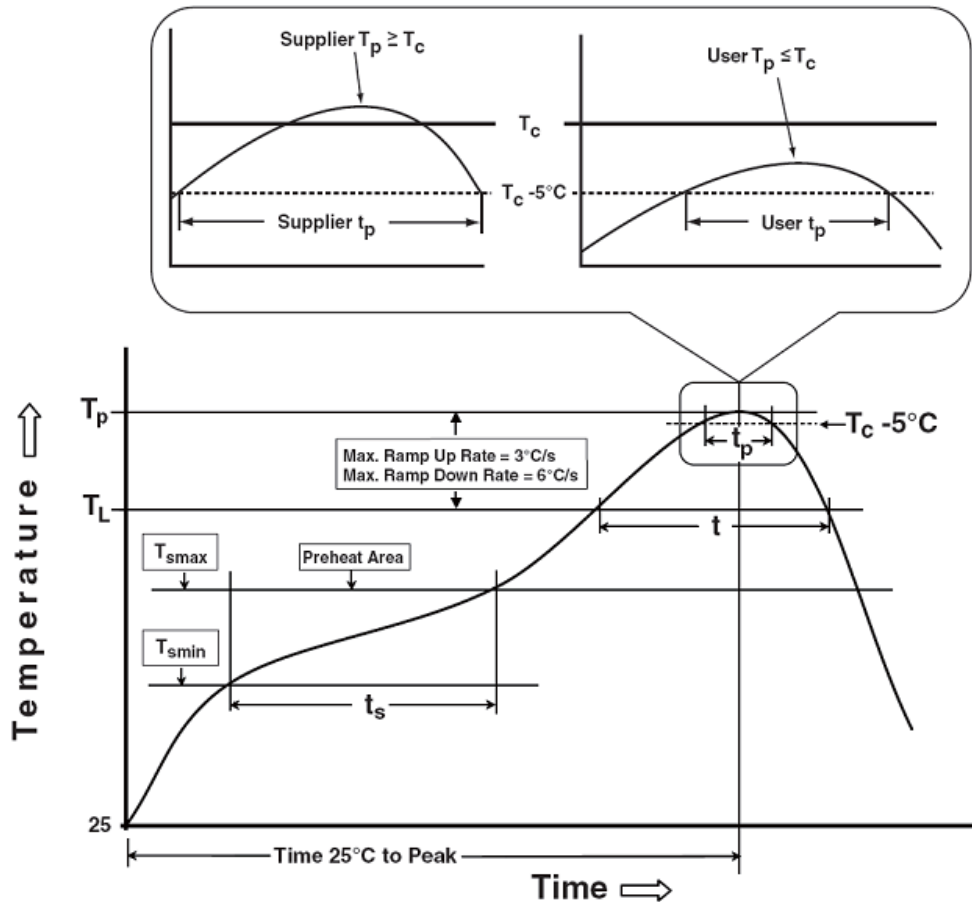 Supplier Tp ≥ Tc
User Tp ≤ Tc
Tc
Tc -5°C
Supplier tp
User tp
Tp
Tc -5°C
tp
Max. Ramp Up Rate = 3°C/s
Max. Ramp Down Rate = 6°C/s
TL
t
Tsmax
Preheat Area
Tsmin
ts
Temperature
25
Time 25°C to Peak
Time